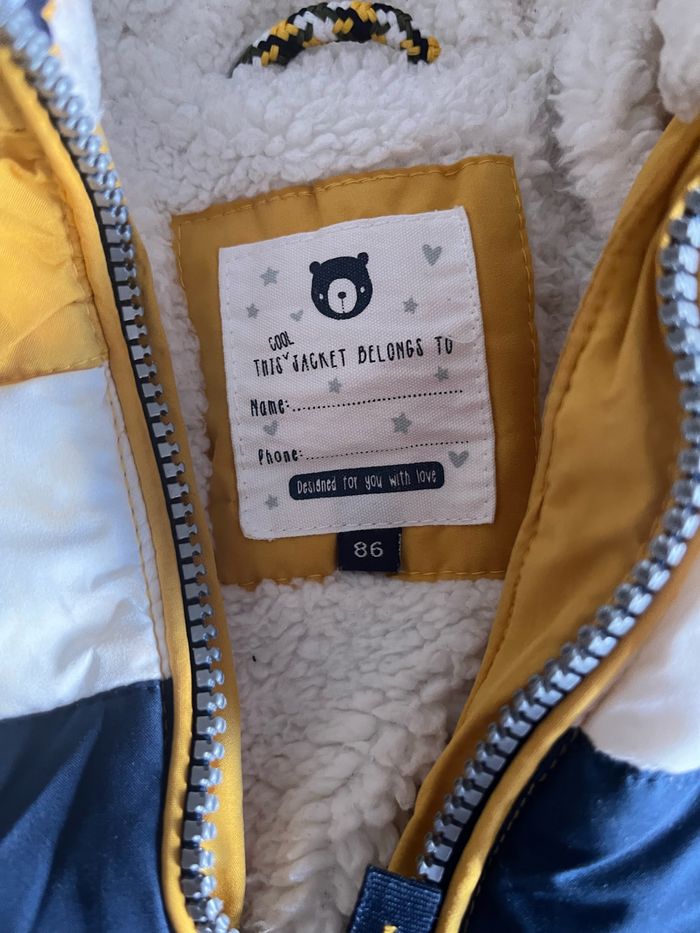 COOL
THIS JACKET BELONGS TO
Name:
Phone:
Designed for you with love
86